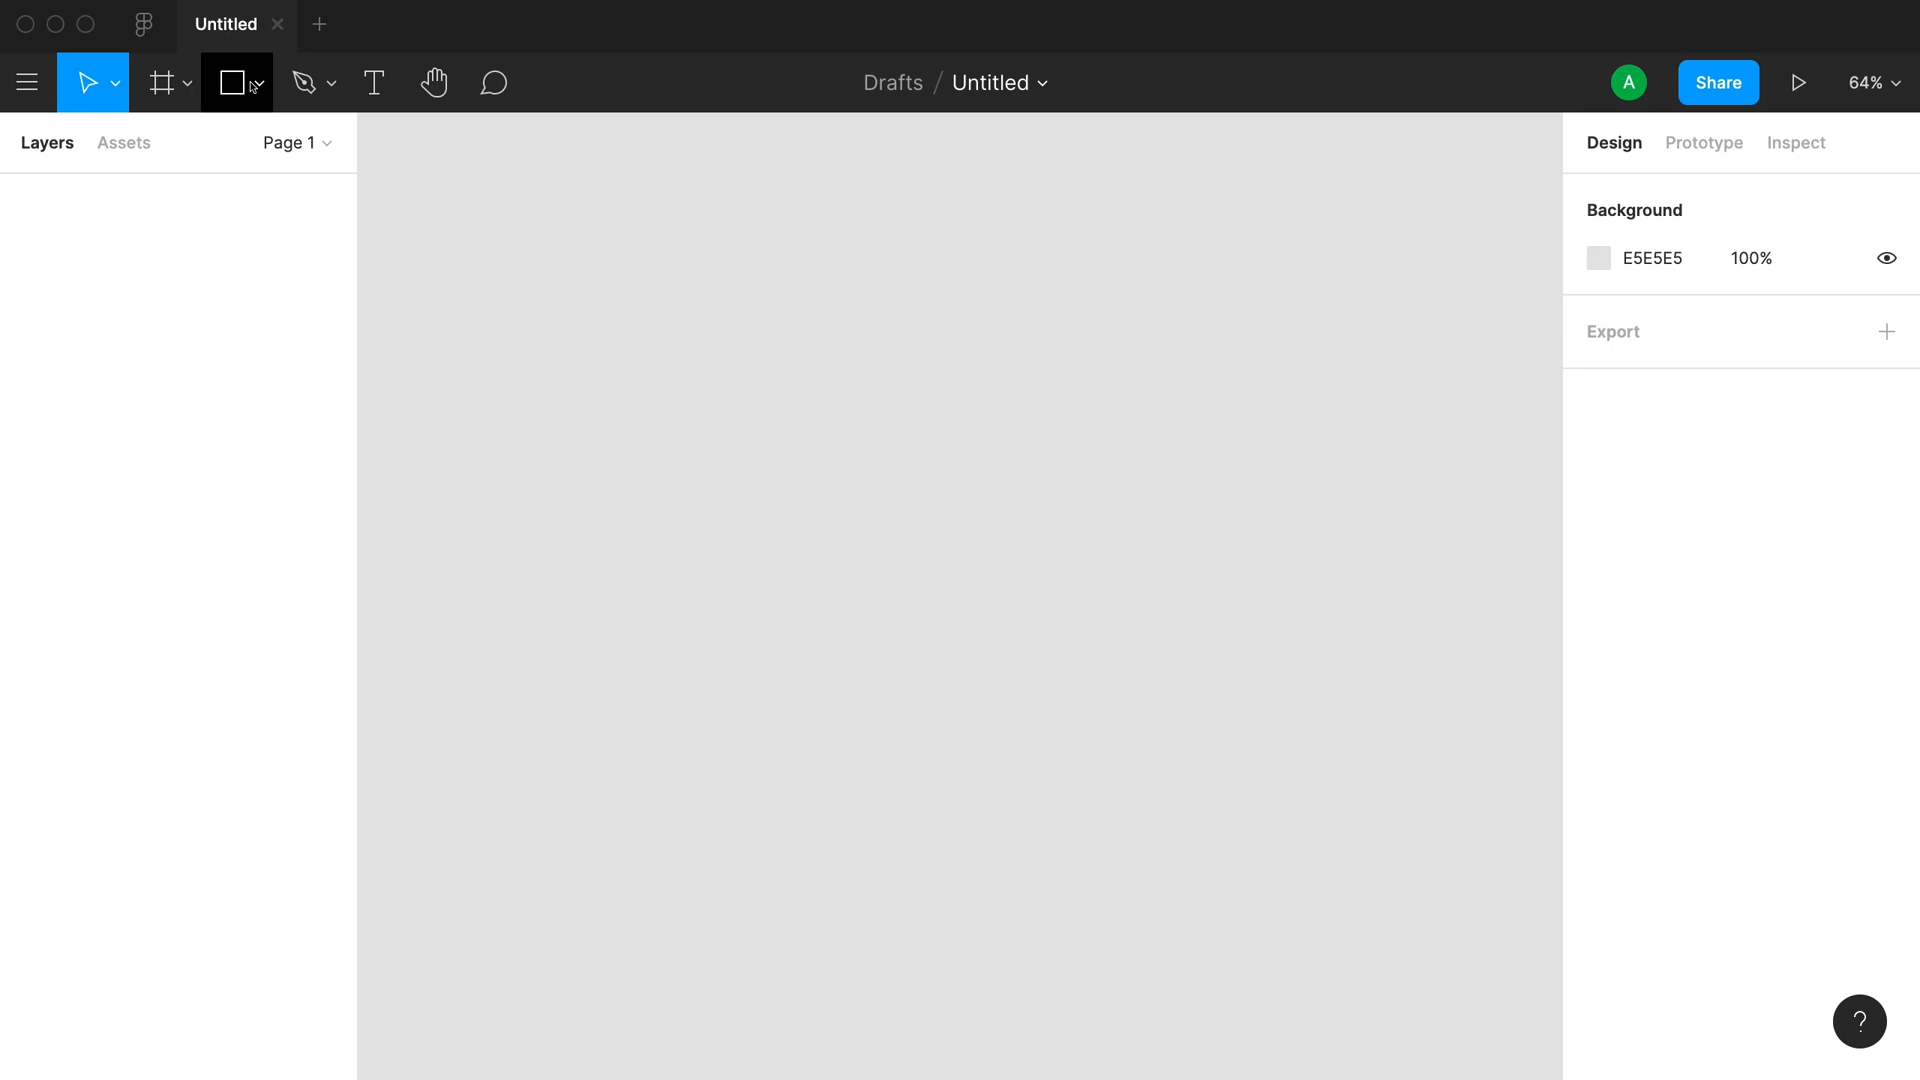 Untitled
Drafts / Untitled
A
Share
64%
Layers Assets Page 1
Design Prototype Inspect
Background
E5E5E5 100%
Export
?